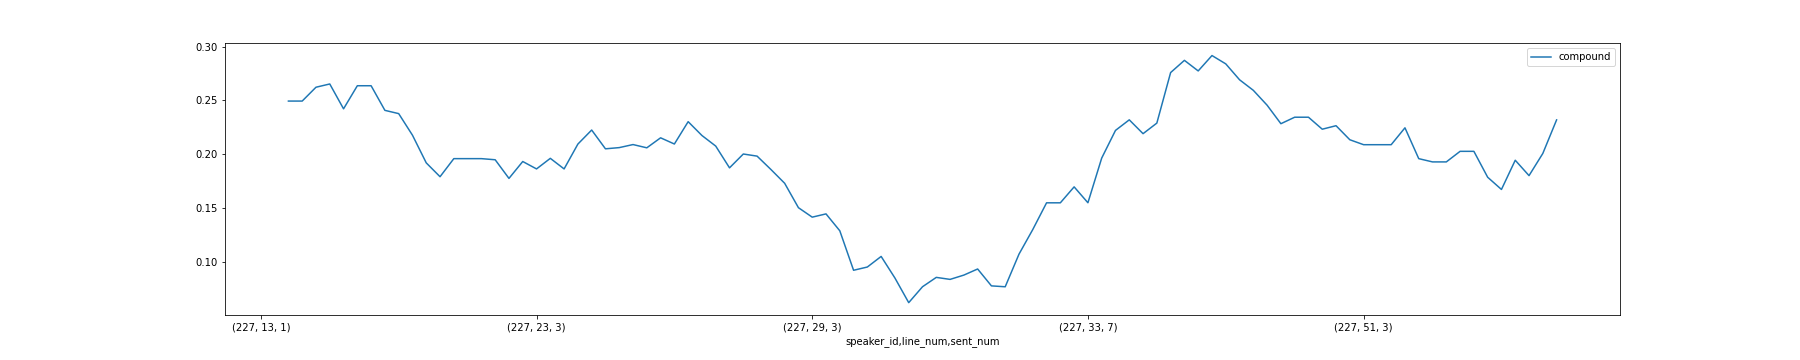 0.30
compound
0.25
0.20
0.15
0.10
(227, 13, 1) (227, 23, 3) (227, 29, 3) (227, 33, 7) (227, 51, 3)
speaker_id,line_num,sent_num